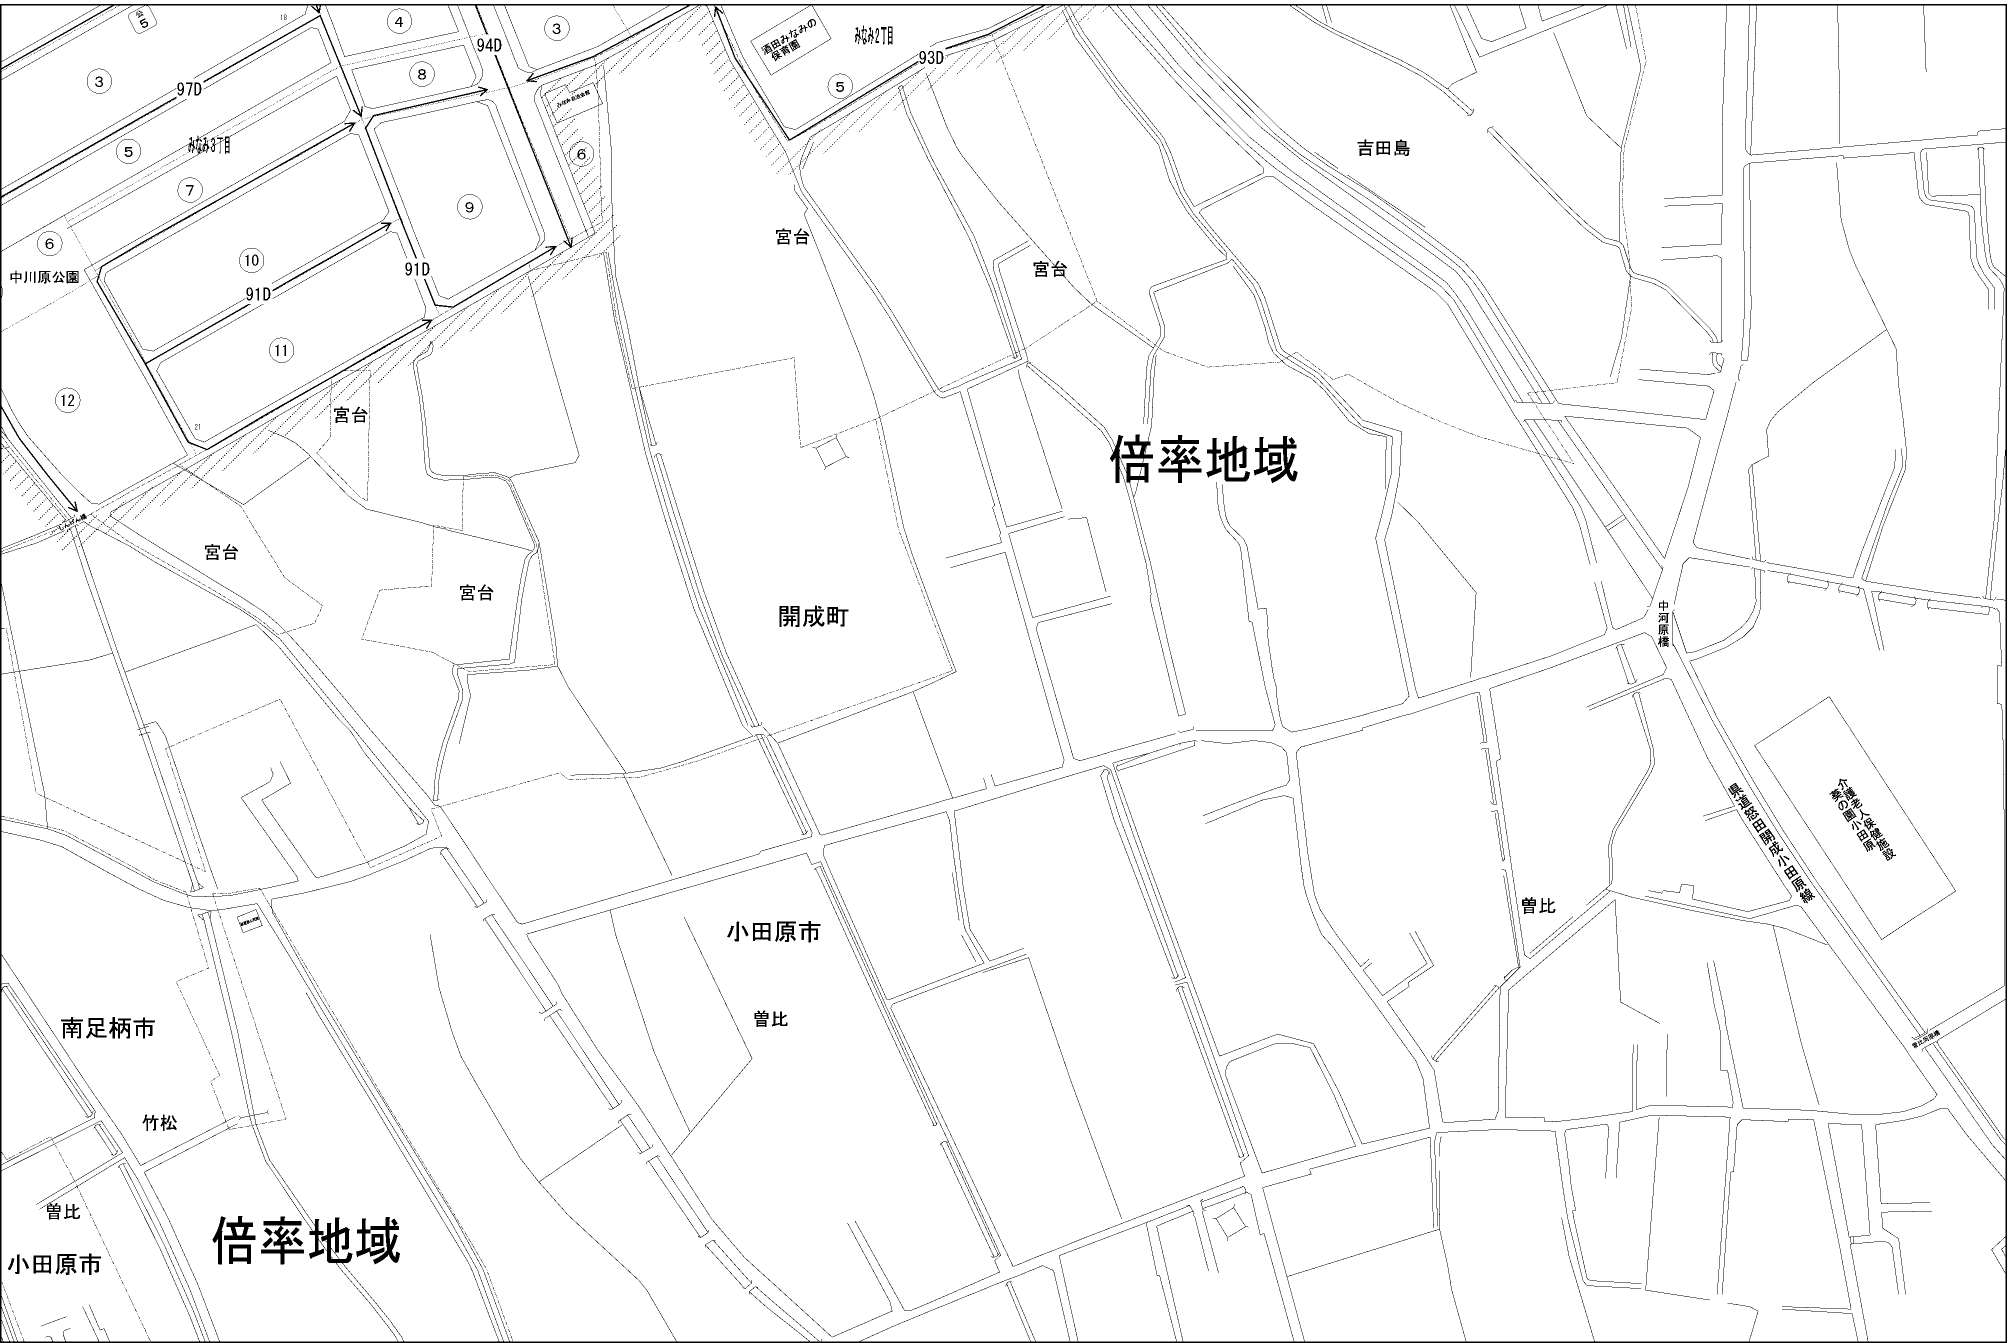 公
5
18
4
3
94D
酒田みなみの
保育園
みなみ2丁目
93D
5
3
97D
8
5
みなみ3丁目
6
吉田島
7
9
宮台
6
中川原公園
10
91D
91D
宮台
11
12
21
宮台
倍率地域
宮台
宮台
開成町
中河原橋
介護老人保健施設
葵の園小田原
県道怒田開成小田原線
曽比
小田原市
曽比
南足柄市
竹松
曽比
小田原市
倍率地域